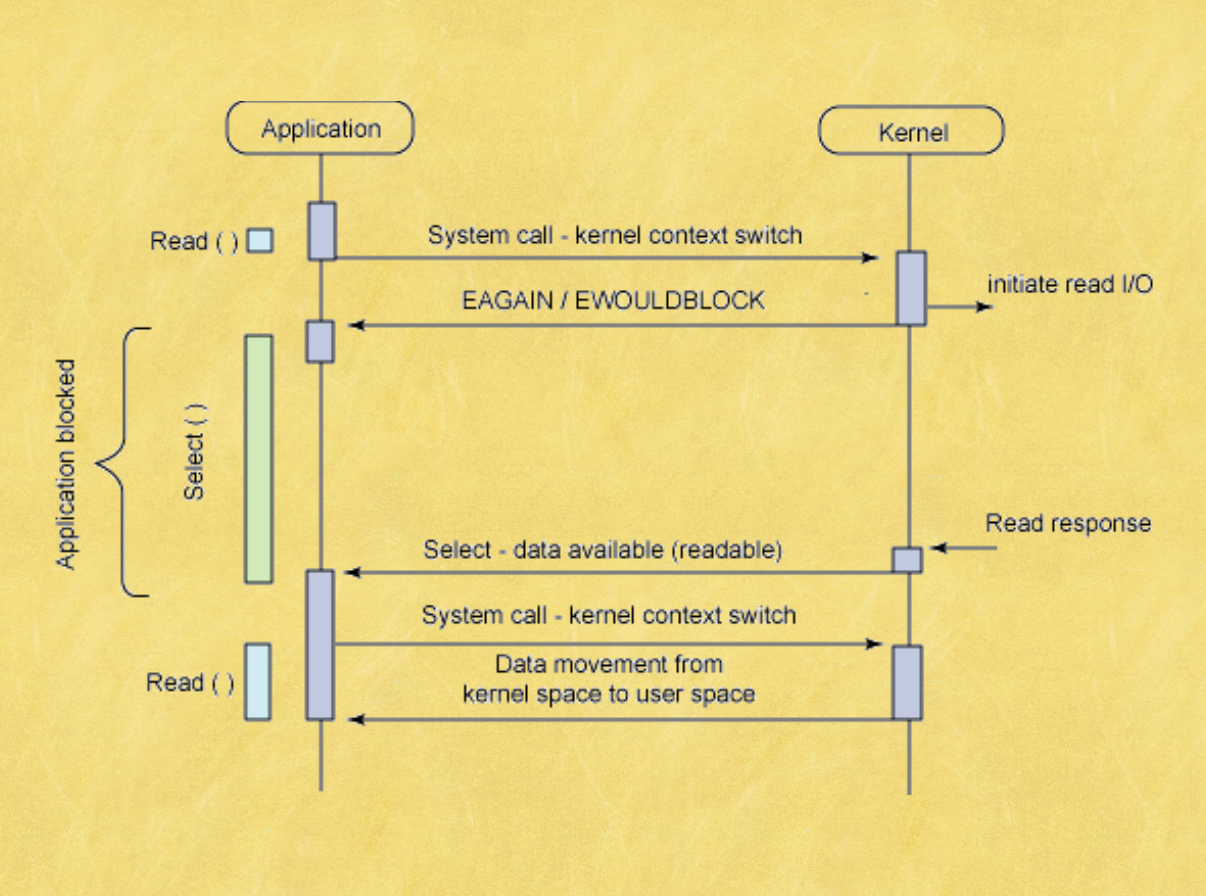 Application
Kernel
Read ( )
System call - kernel context switch
initiate read I/O
EAGAIN / EWOULDBLOCK
Application blocked
Select ( )
Read response
Select - data available (readable)
System call - kernel context switch
Read ( )
Data movement from
kernel space to user space